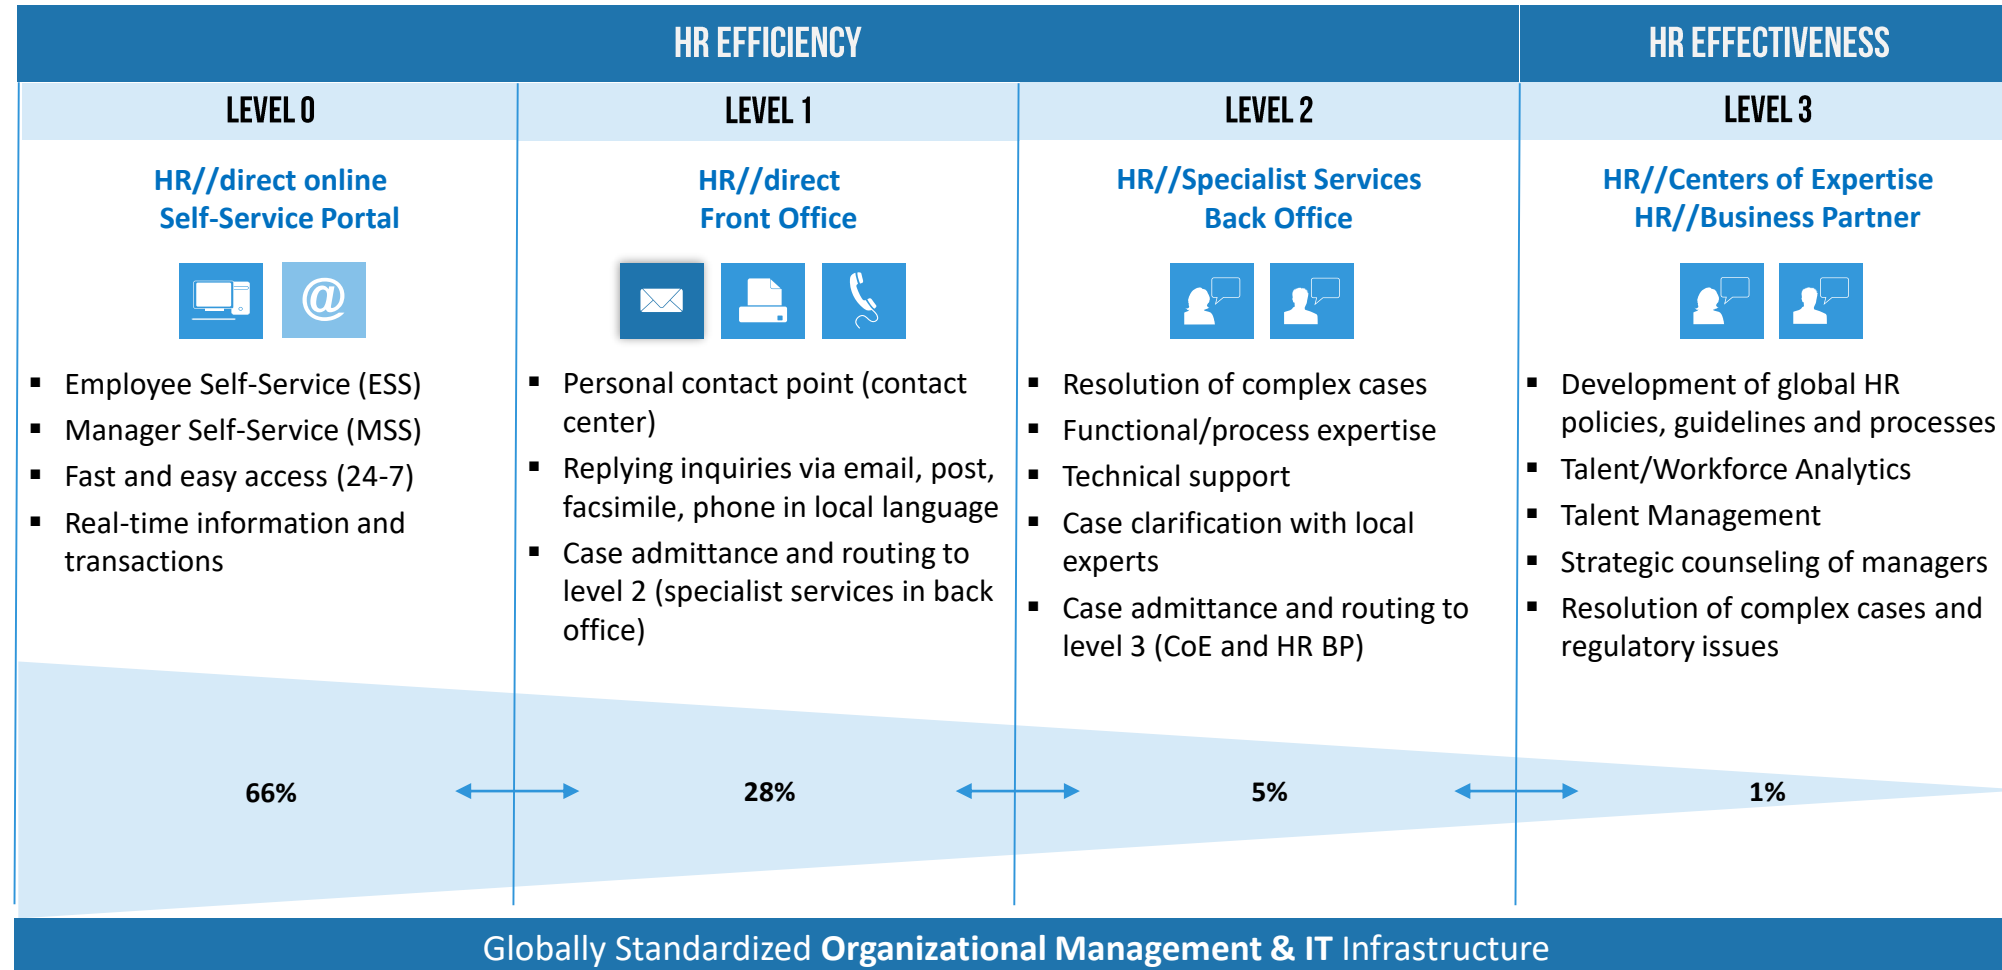 HR EFFICIENCY
HR EFFECTIVENESS
LEVEL 0
LEVEL 1
LEVEL 2
LEVEL 3
HR//direct online
Self-Service Portal
HR//direct
Front Office
HR//Specialist Services
Back Office
HR//Centers of Expertise
HR//Business Partner
@
▪ Employee Self-Service (ESS)
▪ Manager Self-Service (MSS)
▪ Fast and easy access (24-7)
▪ Real-time information and
transactions
▪ Personal contact point (contact
center)
▪ Replying inquiries via email, post,
facsimile, phone in local language
▪ Case admittance and routing to
level 2 (specialist services in back
office)
▪ Resolution of complex cases
▪ Functional/process expertise
▪ Technical support
▪ Case clarification with local
experts
▪ Case admittance and routing to
level 3 (CoE and HR BP)
▪ Development of global HR
policies, guidelines and processes
▪ Talent/Workforce Analytics
▪ Talent Management
▪ Strategic counseling of managers
▪ Resolution of complex cases and
regulatory issues
66%
28%
5%
1%
Globally Standardized Organizational Management & IT Infrastructure